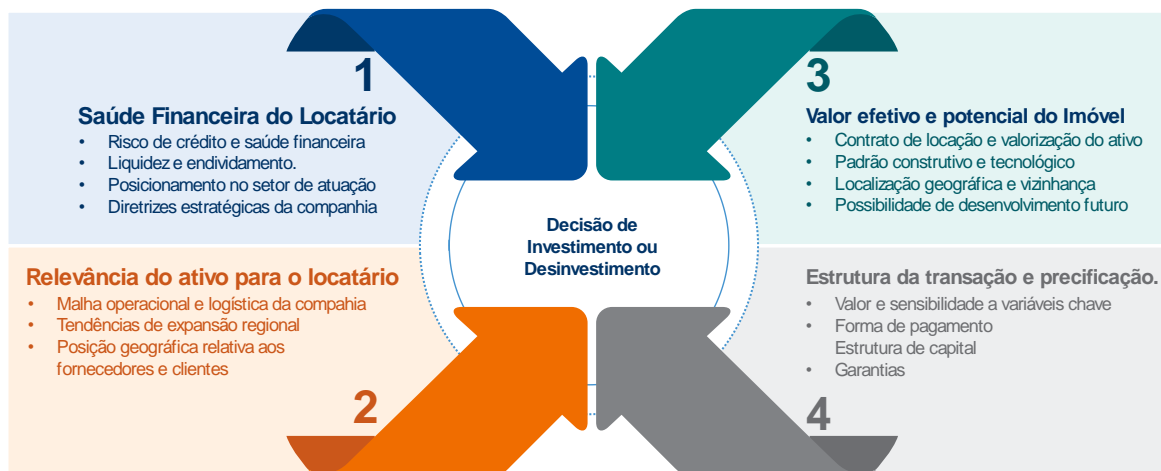 1
Saúde Financeira do Locatário
• Risco de crédito e saúde financeira
• Liquidez e endividamento.
• Posicionamento no setor de atuação
• Diretrizes estratégicas da companhia
Relevância do ativo para o locatário
• Malha operacional e logística da compahia
• Tendências de expansão regional
• Posição geográfica relativa aos
fornecedores e clientes
2
Decisão de
Investimento ou
Desinvestimento
3
Valor efetivo e potencial do Imóvel
• Contrato de locação e valorização do ativo
• Padrão construtivo e tecnológico
• Localização geográfica e vizinhança
• Possibilidade de desenvolvimento futuro
Estrutura da transação e precificação.
• Valor e sensibilidade a variáveis chave
• Forma de pagamento
Estrutura de capital
• Garantias
4